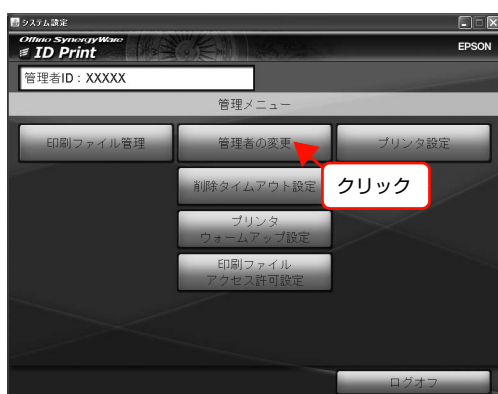 システム設定
Offirio SynergyWare
ID Print
EPSON
管理者ID：XXXXX
管理メニュー
印刷ファイル管理
管理者の変更
プリンタ設定
削除タイムアウト設定
クリック
プリンタ
ウォームアップ設定
印刷ファイル
アクセス許可設定
ログオフ